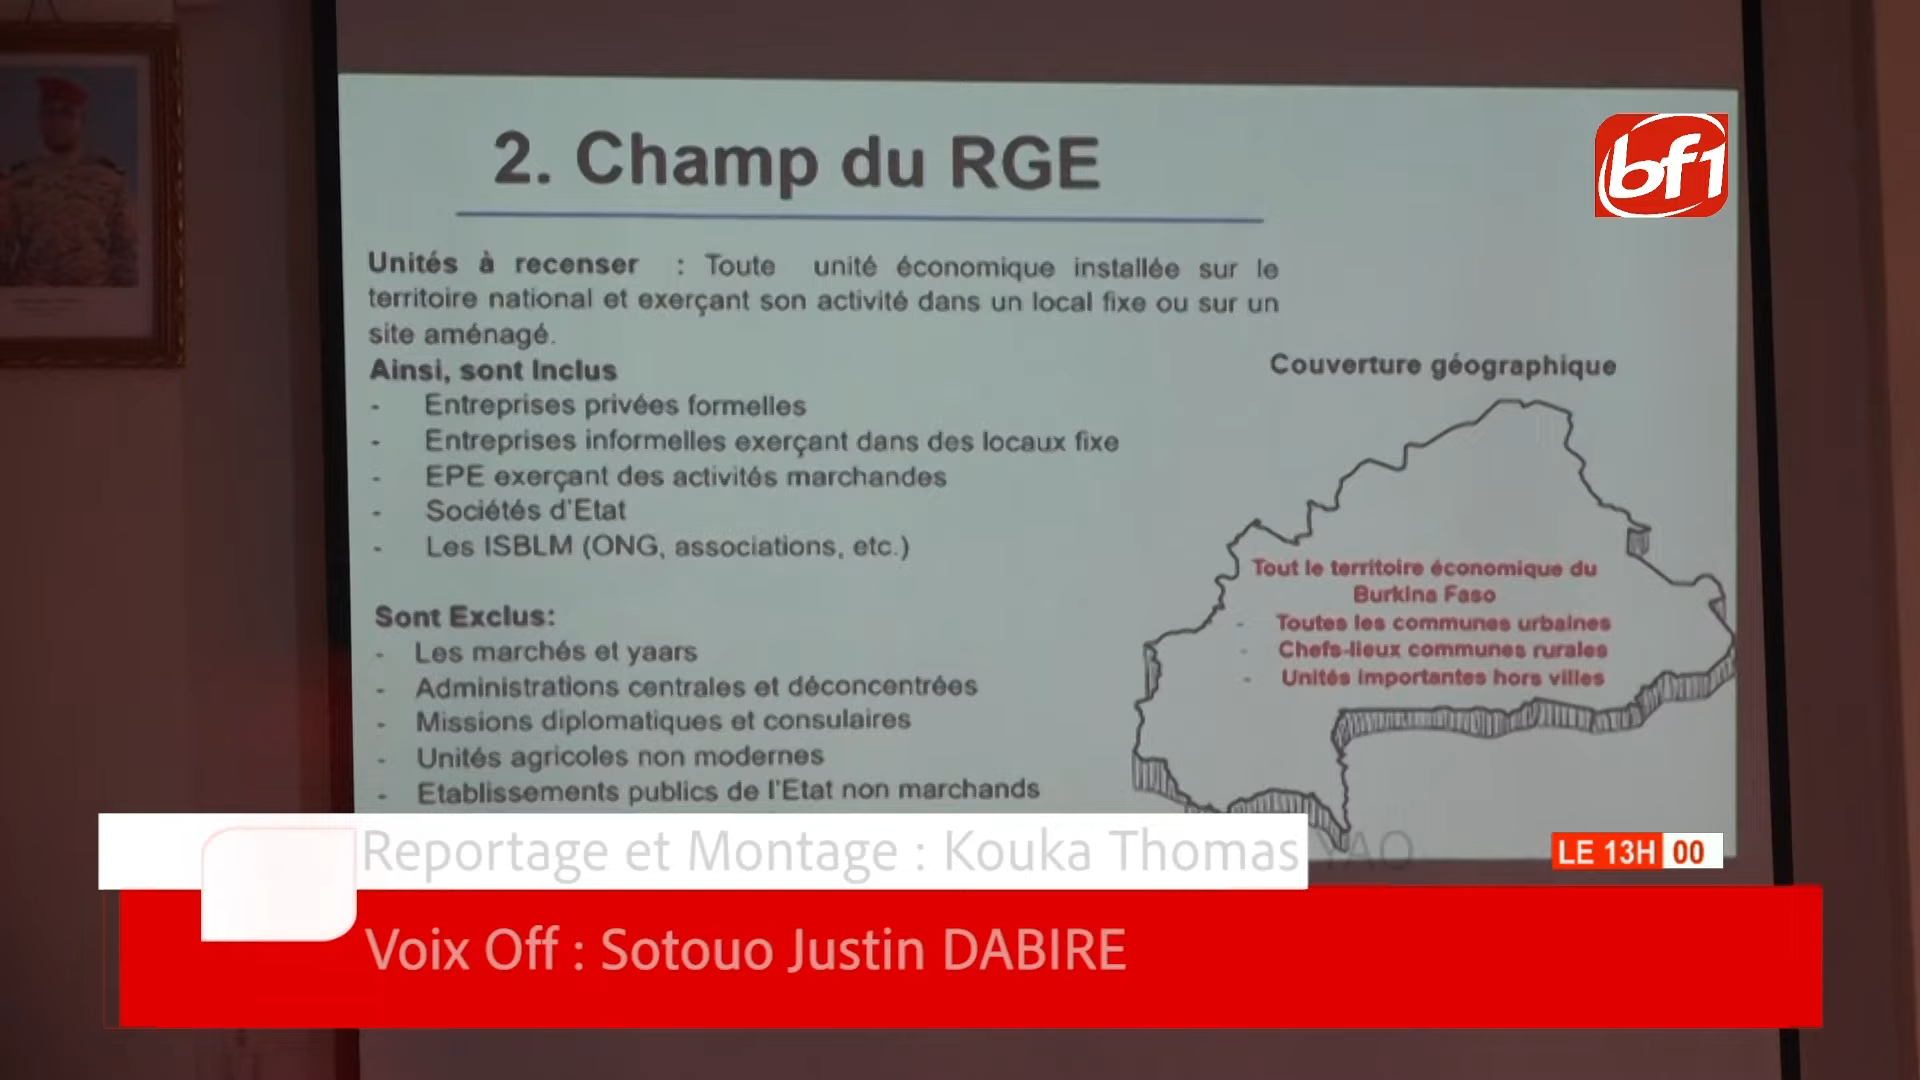 2. Champ du RGE
bf1
Unités à recenser : Toute unité économique installée sur le
territoire national et exerçant son activité dans un local fixe ou sur un
site aménagé.
Ainsi, sont Inclus
- Entreprises privées formelles
- Entreprises informelles exerçant dans des locaux fixe
- EPE exerçant des activités marchandes
- Sociétés d'Etat
- Les ISBLM (ONG, associations, etc.)
Sont Exclus:
- Les marchés et yaars
- Administrations centrales et déconcentrées
- Missions diplomatiques et consulaires
- Unités agricoles non modernes
- Etablissements publics de l'Etat non marchands
Couverture géographique
Tout le territoire économique du
Burkina Faso
- Toutes les communes urbaines
- Chefs-lieux communes rurales
- Unités importantes hors villes
Reportage et Montage : Kouka Thomas YAO
LE 13H 00
Voix Off : Sotouo Justin DABIRE